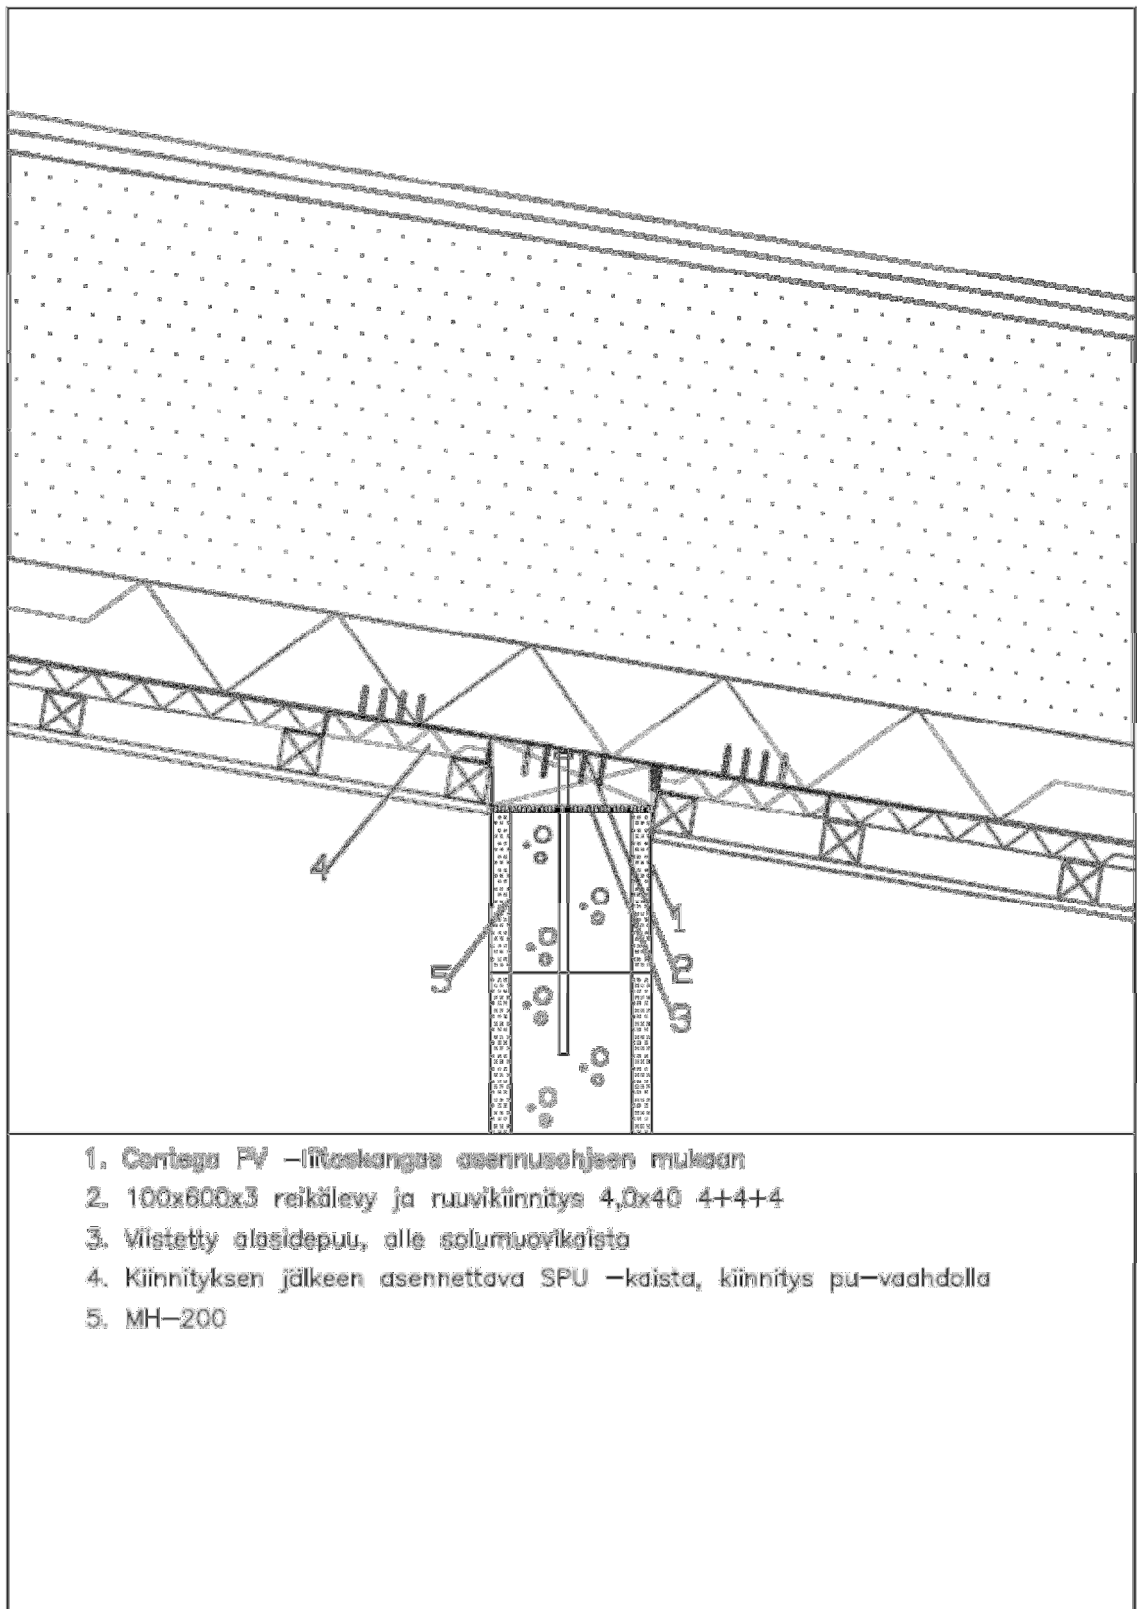 4
5
1
2
3
1. Contega PV -liitoskangas asennusohjeen mukaan
2. 100x600x3 reikälevy ja ruuvikiinnitys 4,0x40 4+4+4
3. Viistetty alasidepuu, alle solumuovikaista
4. Kiinnityksen jälkeen asennettava SPU -kaista, kiinnitys pu-vaahdolla
5. MH-200